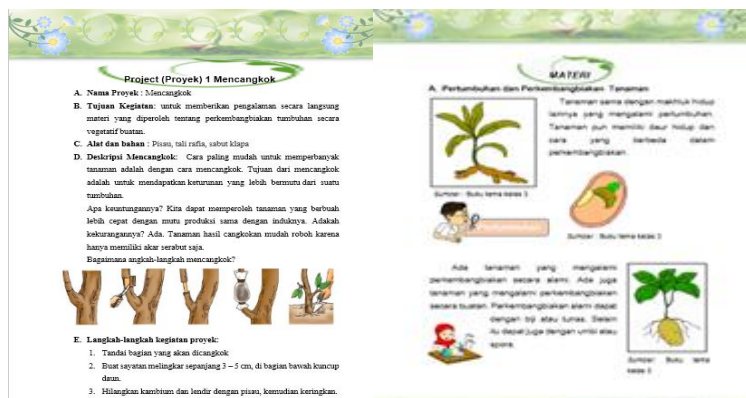 Project (Proyek) 1 Mencangkok
A. Nama Proyek : Mencangkok
B. Tujuan Kegiatan: untuk memberikan pengalaman secara langsung
materi yang diperoleh tentang perkembangbiakan tumbuhan secara
vegetatif buatan.
C. Alat dan bahan : Pisau, tali rafia, sabut klapa
D. Deskripsi Mencangkok: Cara paling mudah untuk memperbanyak
tanaman adalah dengan cara mencangkok. Tujuan dari mencangkok
adalah untuk mendapatkan keturunan yang lebih bermutu dari suatu
tumbuhan.
Apa keuntungannya? Kita dapat memperoleh tanaman yang berbuah
lebih cepat dengan mutu produksi sama dengan induknya. Adakah
kekurangannya? Ada. Tanaman hasil cangkokan mudah roboh karena
hanya memiliki akar serabut saja.
Bagaimana angkah-langkah mencangkok?
E. Langkah-langkah kegiatan proyek:
1. Tandai bagian yang akan dicangkok
2. Buat sayatan melingkar sepanjang 3 – 5 cm, di bagian bawah kuncup
daun.
3. Hilangkan kambium dan lendir dengan pisau, kemudian keringkan.
MATERI
A. Pertumbuhan dan Perkembangbiakan Tanaman
Tanaman sama dengan makhluk hidup
lainnya yang mengalami pertumbuhan.
Tanaman pun memiliki daur hidup dan
cara yang berbeda dalam
perkembangbiakan.
Sumber : Buku tema kelas 3
Sumber : Buku tema kelas 3
Ada tanaman yang mengalami
perkembangbiakan secara alami. Ada juga
tanaman yang mengalami perkembangbiakan
secara buatan. Perkembangbiakan alami dapat
dengan biji atau tunas. Selain
itu dapat juga dengan umbi atau
spora.
Sumber : Buku tema
kelas 3